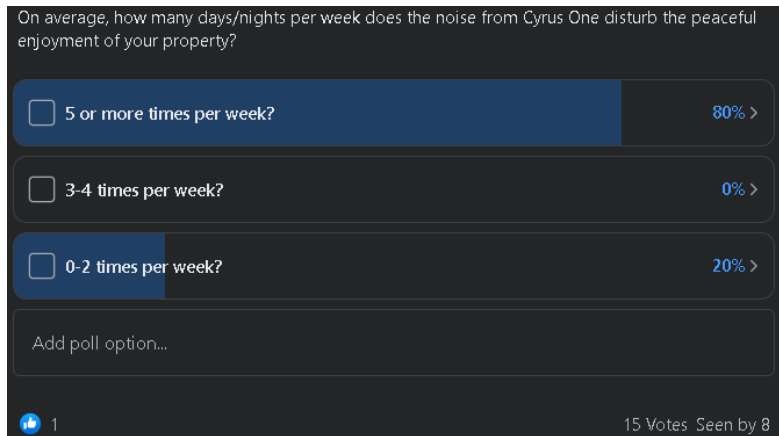 On average, how many days/nights per week does the noise from Cyrus One disturb the peaceful
enjoyment of your property?
5 or more times per week?
80% >
3-4 times per week?
0% >
0-2 times per week?
20% >
Add poll option...
1
15 Votes Seen by 8